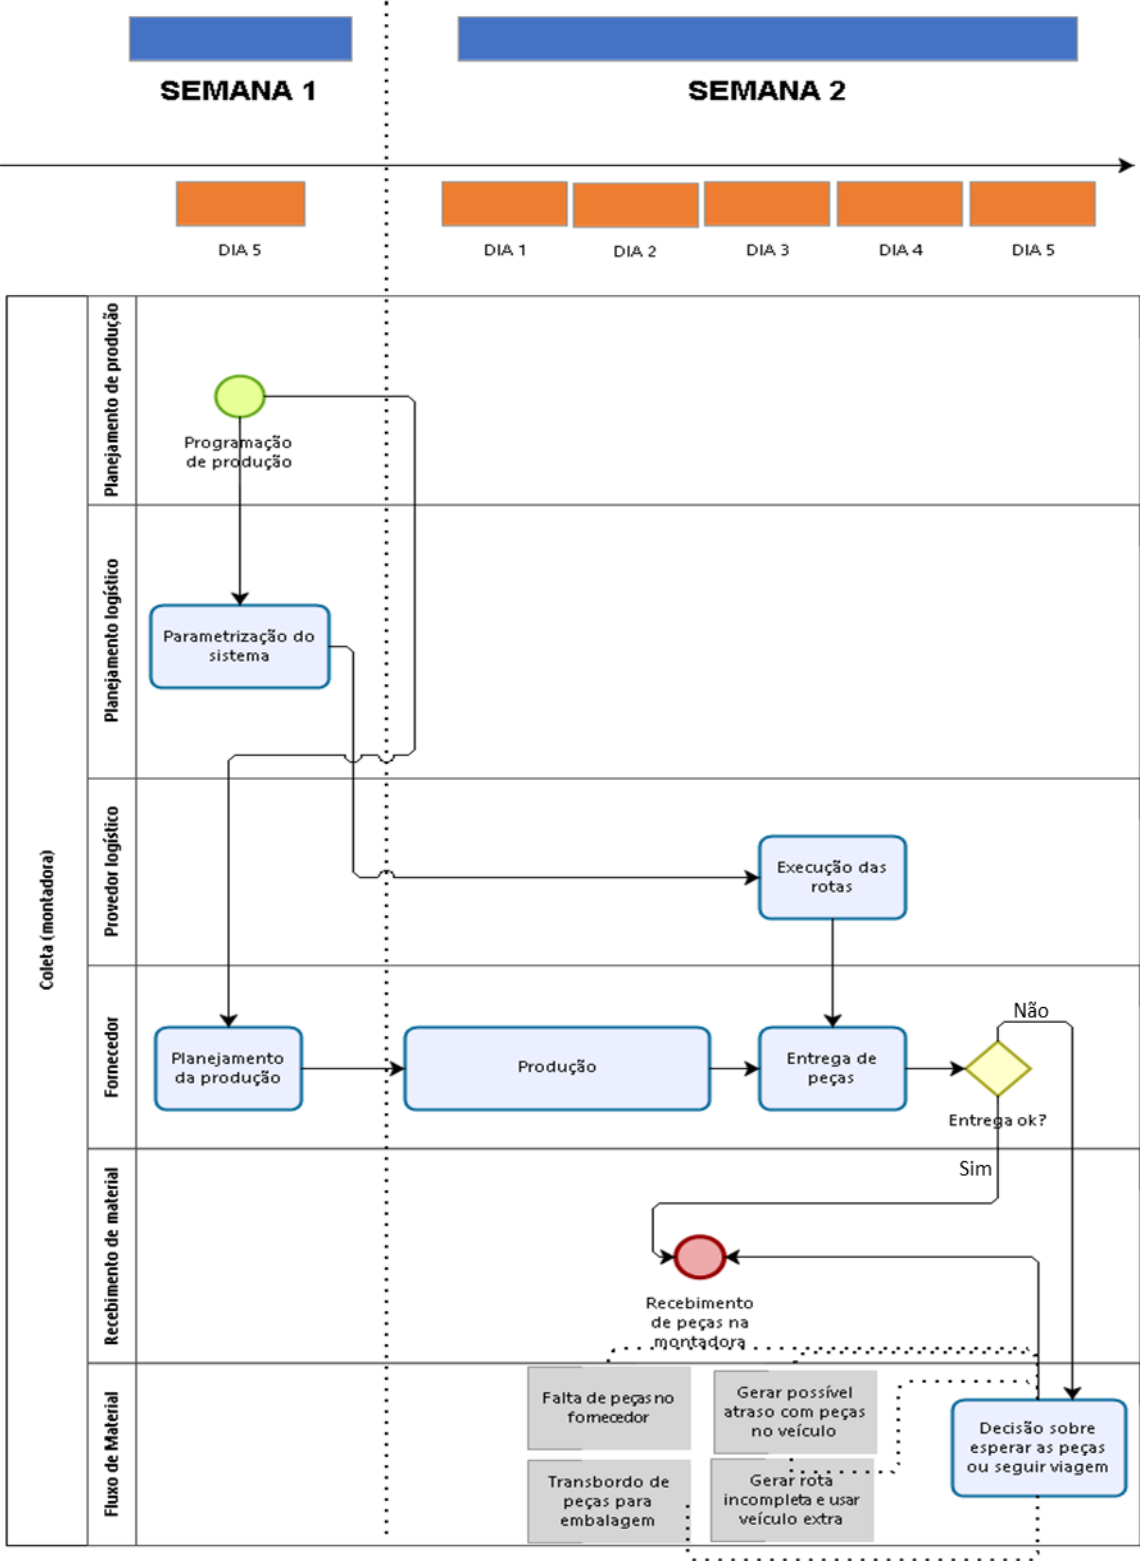 SEMANA 1
SEMANA 2
DIA 5
DIA 1
DIA 2
DIA 3
DIA 4
DIA 5
Coleta (montadora)
Planejamento de produção
Programação
de produção
Planejamento logístico
Parametrização do
sistema
Provedor logístico
Execução das
rotas
Fornecedor
Planejamento
da produção
Produção
Entrega de
peças
Não
Entrega ok?
Sim
Recebimento de material
Recebimento
de peças na
montadora
Fluxo de Material
Falta de peças no
fornecedor
Gerar possível
atraso com peças
no veículo
Transbordo de
peças para
embalagem
Gerar rota
incompleta e usar
veículo extra
Decisão sobre
esperar as peças
ou seguir viagem